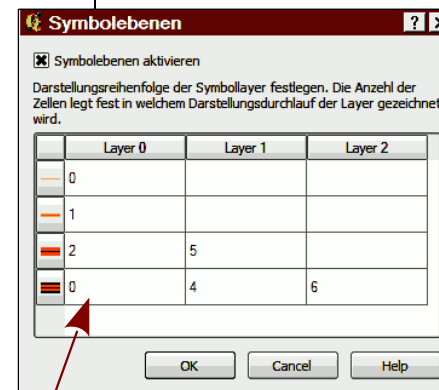 Symbolebenen
Symbolebenen aktivieren
Darstellungsreihenfolge der Symbollayer festlegen. Die Anzahl der
Zellen legt fest in welchem Darstellungsdurchlauf der Layer gezeichnet
wird.
Layer 0 Layer 1 Layer 2
0
1
2 5
0 4 6
OK Cancel Help